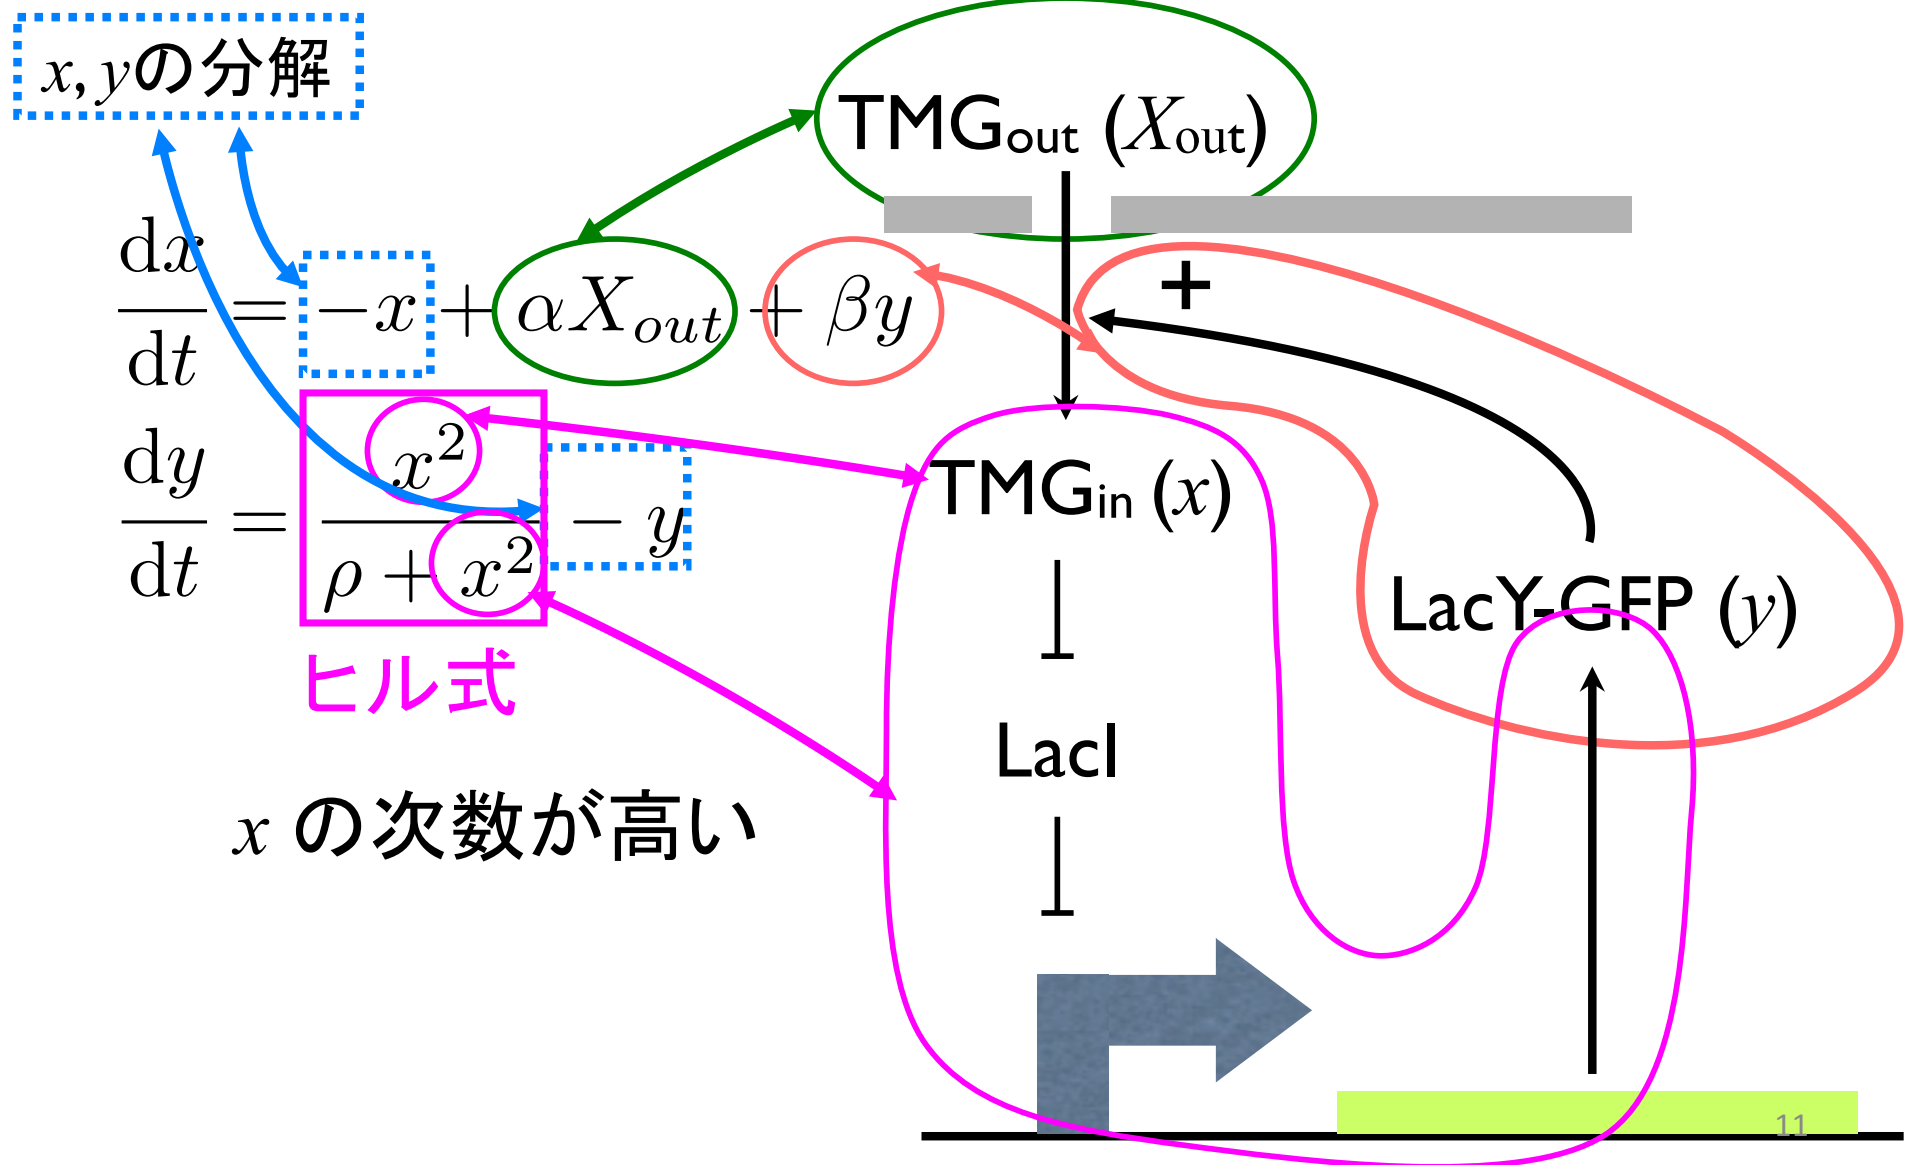 x, yの分解
TMGout (Xout)
dx/dt = −x + αXout + βy
+
dy/dt = x²/(ρ + x²) − y
TMGin (x)
LacY-GFP (y)
ヒル式
LacI
x の次数が高い
11